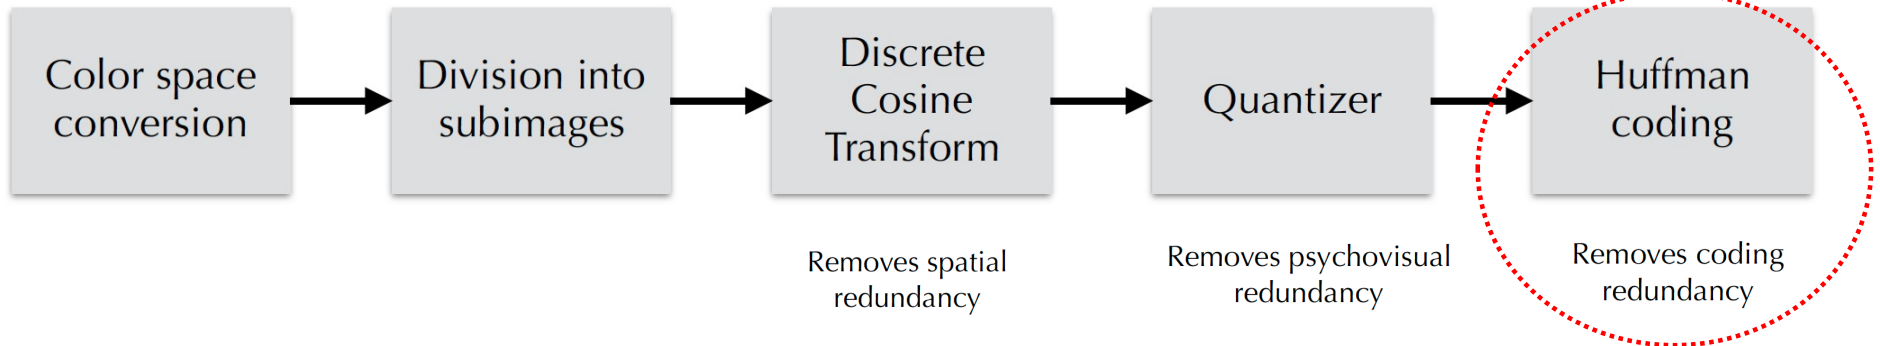 Color space
conversion
Division into
subimages
Discrete
Cosine
Transform
Quantizer
Huffman
coding
Removes spatial
redundancy
Removes psychovisual
redundancy
Removes coding
redundancy